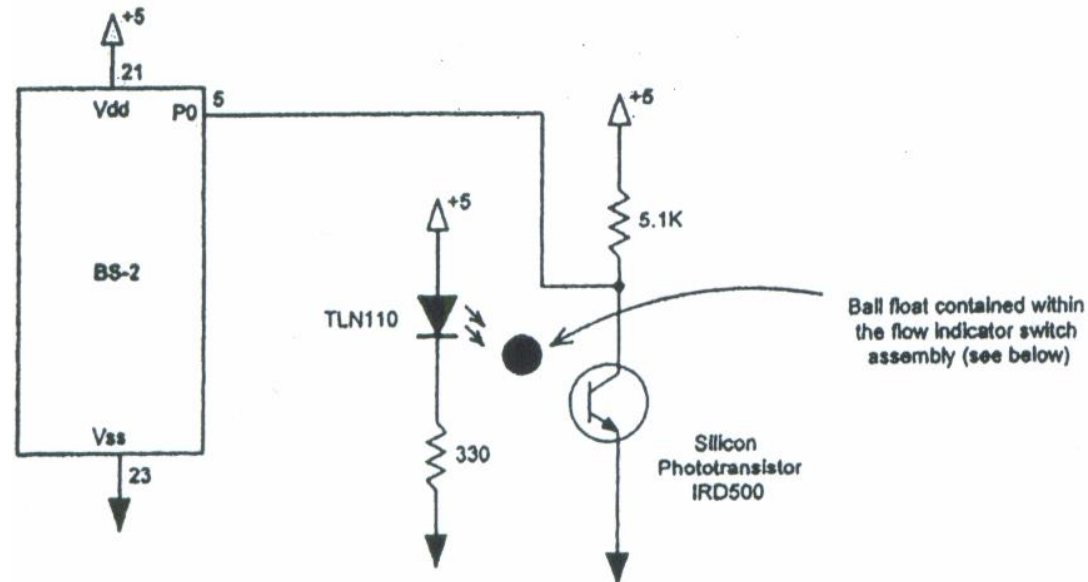 +5
21
Vdd
P0
5
BS-2
Vss
23
+5
TLN110
330
+5
5.1K
Ball float contained within
the flow indicator switch
assembly (see below)
Silicon
Phototransistor
IRD500